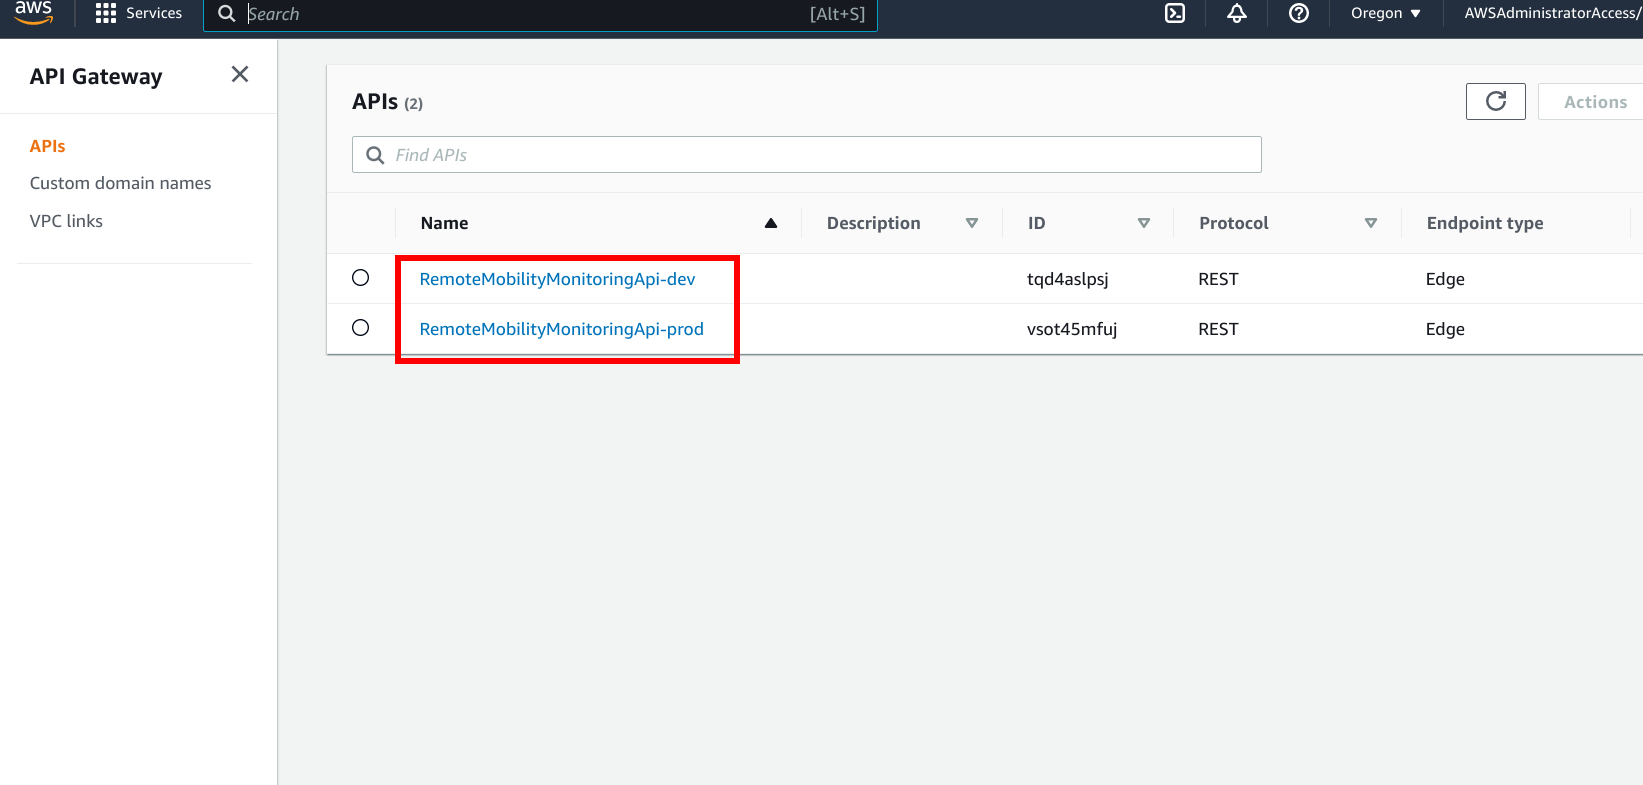 aws Services Search [Alt+S] Oregon AWSAdministratorAccess/
API Gateway
APIs
Custom domain names
VPC links
APIs (2)
Actions
Find APIs
Name Description ID Protocol Endpoint type
RemoteMobilityMonitoringApi-dev tqd4aslpsj REST Edge
RemoteMobilityMonitoringApi-prod vsot45mfuj REST Edge